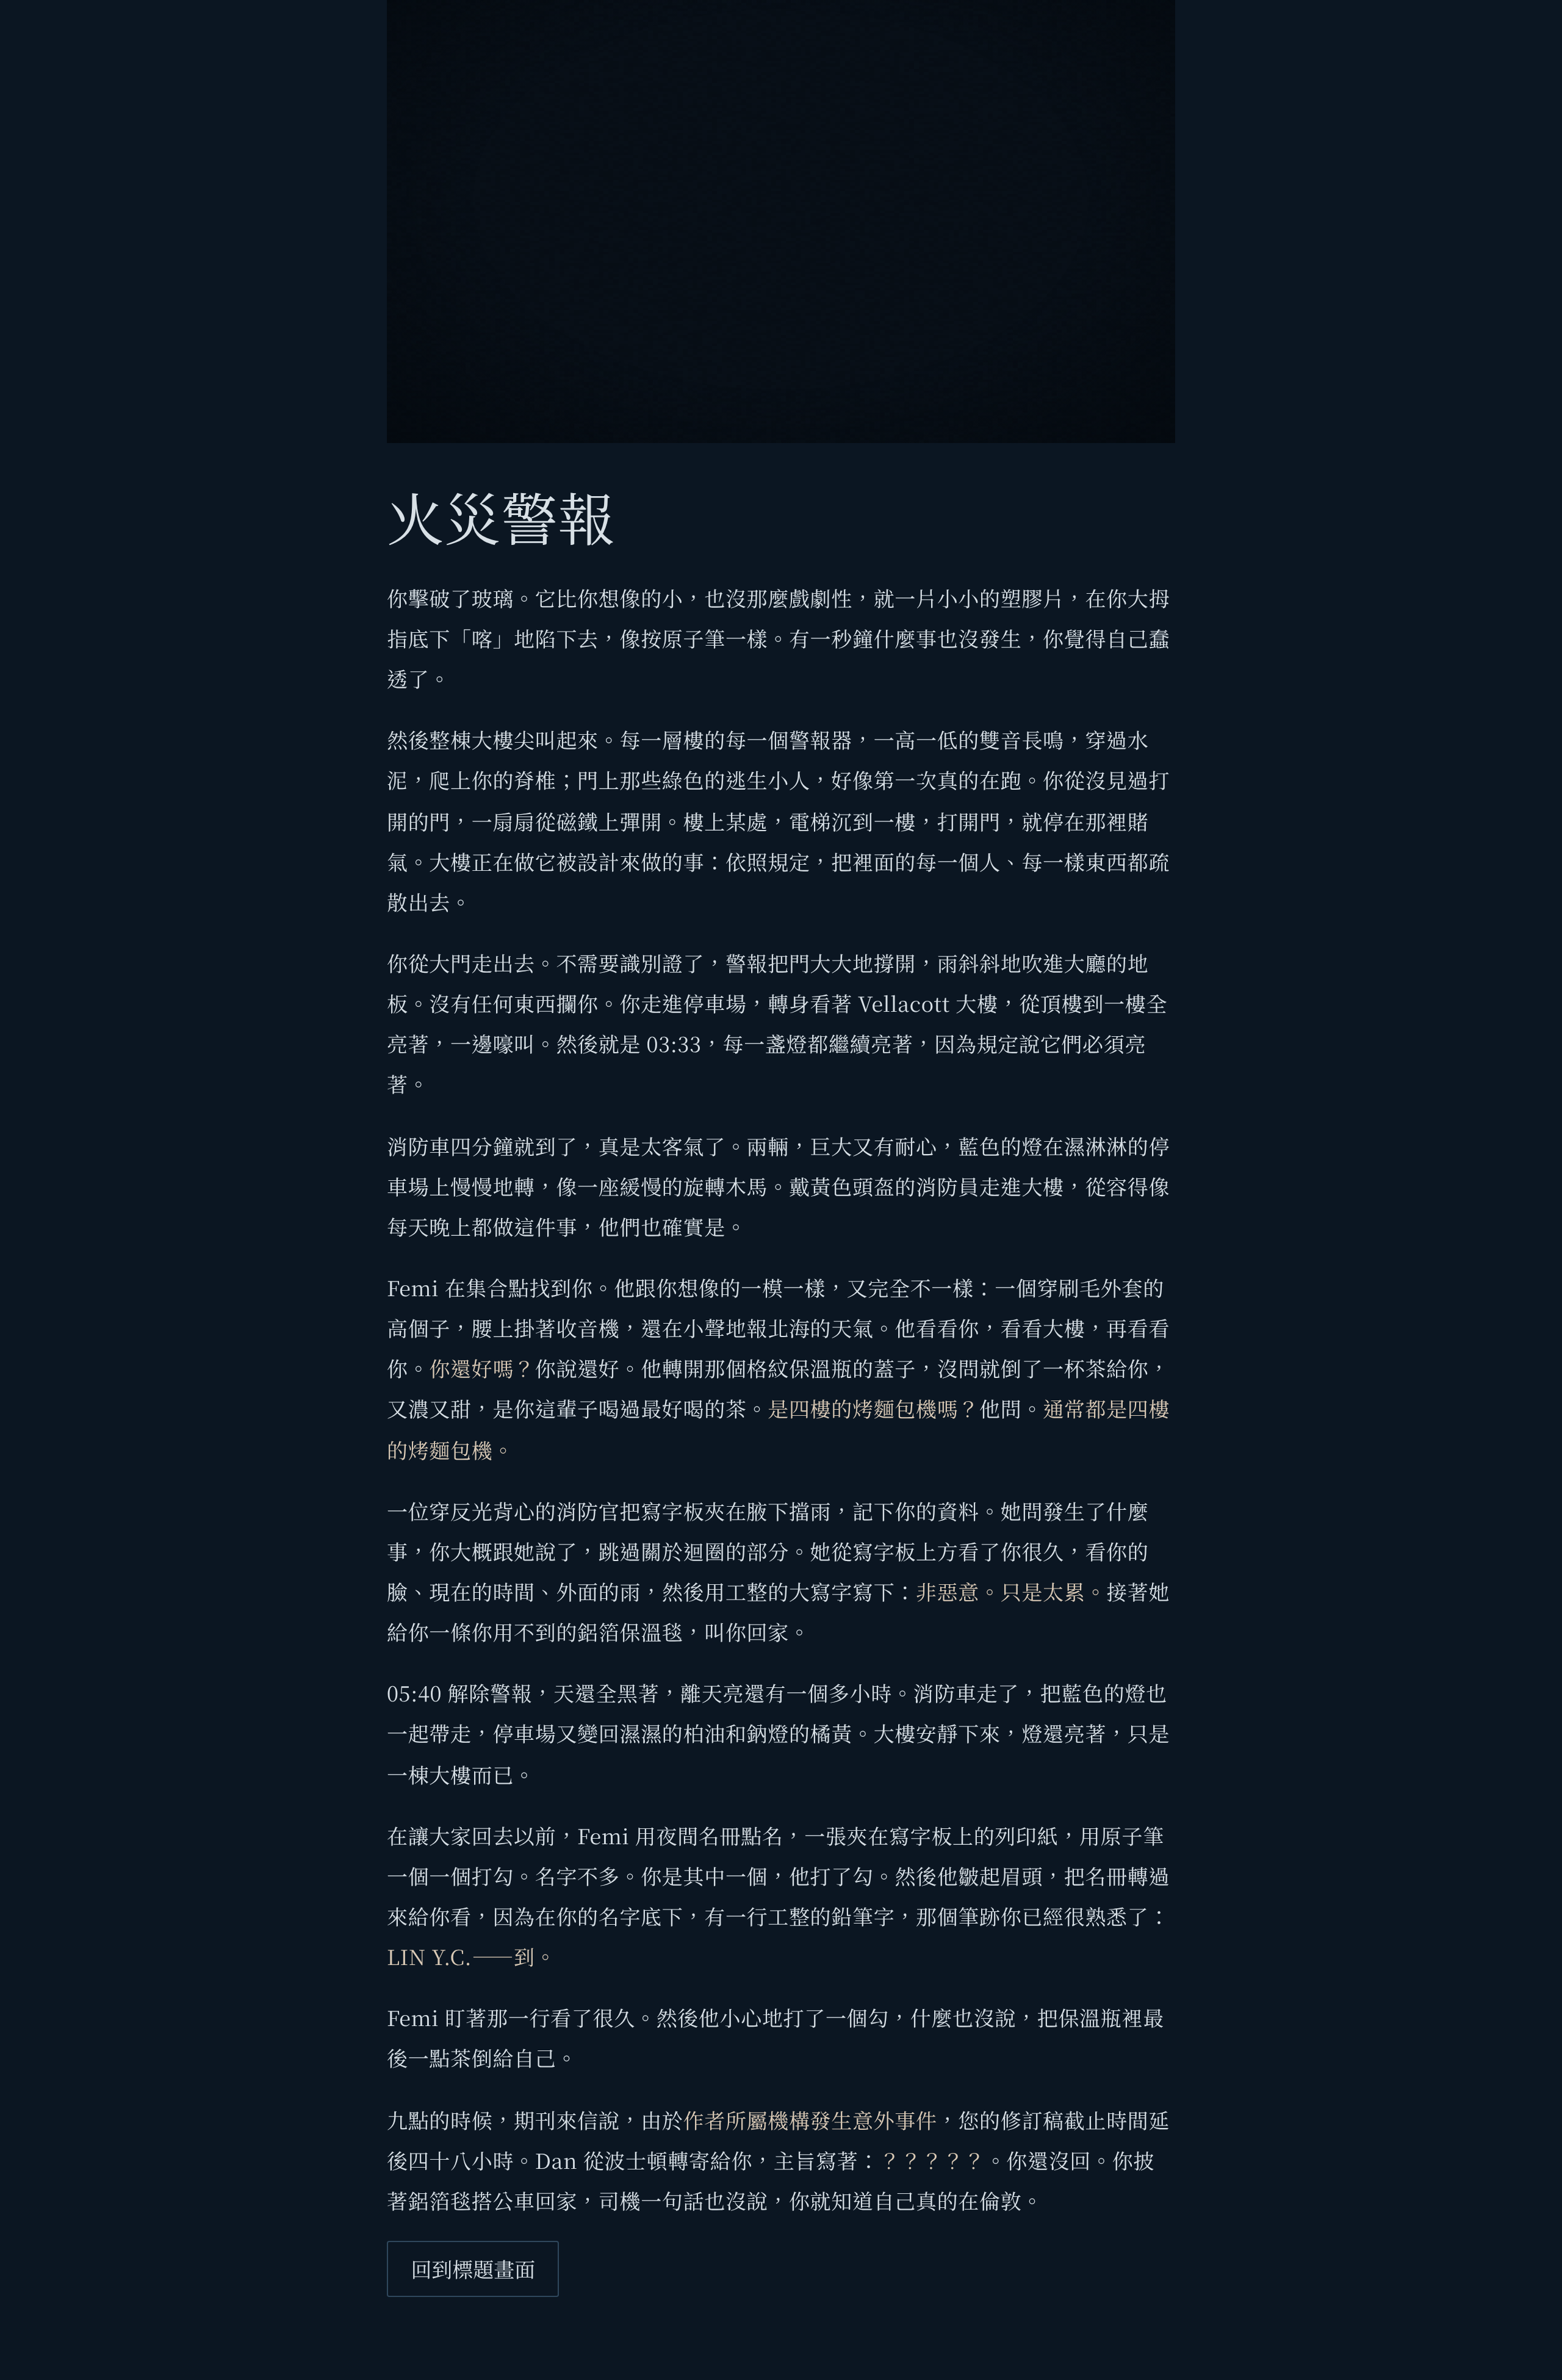 火災警報
你擊破了玻璃。它比你想像的小，也沒那麼戲劇性，就一片小小的塑膠片，在你大拇
指底下「喀」地陷下去，像按原子筆一樣。有一秒鐘什麼事也沒發生，你覺得自己蠢
透了。
然後整棟大樓尖叫起來。每一層樓的每一個警報器，一高一低的雙音長鳴，穿過水
泥，爬上你的脊椎；門上那些綠色的逃生小人，好像第一次真的在跑。你從沒見過打
開的門，一扇扇從磁鐵上彈開。樓上某處，電梯沉到一樓，打開門，就停在那裡賭
氣。大樓正在做它被設計來做的事：依照規定，把裡面的每一個人、每一樣東西都疏
散出去。
你從大門走出去。不需要識別證了，警報把門大大地撐開，雨斜斜地吹進大廳的地
板。沒有任何東西攔你。你走進停車場，轉身看著 Vellacott 大樓，從頂樓到一樓全
亮著，一邊嚎叫。然後就是 03:33，每一盞燈都繼續亮著，因為規定說它們必須亮
著。
消防車四分鐘就到了，真是太客氣了。兩輛，巨大又有耐心，藍色的燈在濕淋淋的停
車場上慢慢地轉，像一座緩慢的旋轉木馬。戴黃色頭盔的消防員走進大樓，從容得像
每天晚上都做這件事，他們也確實是。
Femi 在集合點找到你。他跟你想像的一模一樣，又完全不一樣：一個穿刷毛外套的
高個子，腰上掛著收音機，還在小聲地報北海的天氣。他看看你，看看大樓，再看看
你。你還好嗎？你說還好。他轉開那個格紋保溫瓶的蓋子，沒問就倒了一杯茶給你，
又濃又甜，是你這輩子喝過最好喝的茶。是四樓的烤麵包機嗎？他問。通常都是四樓
的烤麵包機。
一位穿反光背心的消防官把寫字板夾在腋下擋雨，記下你的資料。她問發生了什麼
事，你大概跟她說了，跳過關於迴圈的部分。她從寫字板上方看了你很久，看你的
臉、現在的時間、外面的雨，然後用工整的大寫字寫下：非惡意。只是太累。接著她
給你一條你用不到的鋁箔保溫毯，叫你回家。
05:40 解除警報，天還全黑著，離天亮還有一個多小時。消防車走了，把藍色的燈也
一起帶走，停車場又變回濕濕的柏油和鈉燈的橘黃。大樓安靜下來，燈還亮著，只是
一棟大樓而已。
在讓大家回去以前，Femi 用夜間名冊點名，一張夾在寫字板上的列印紙，用原子筆
一個一個打勾。名字不多。你是其中一個，他打了勾。然後他皺起眉頭，把名冊轉過
來給你看，因為在你的名字底下，有一行工整的鉛筆字，那個筆跡你已經很熟悉了：
LIN Y.C.——到。
Femi 盯著那一行看了很久。然後他小心地打了一個勾，什麼也沒說，把保溫瓶裡最
後一點茶倒給自己。
九點的時候，期刊來信說，由於作者所屬機構發生意外事件，您的修訂稿截止時間延
後四十八小時。Dan 從波士頓轉寄給你，主旨寫著：？？？？？。你還沒回。你披
著鋁箔毯搭公車回家，司機一句話也沒說，你就知道自己真的在倫敦。
回到標題畫面